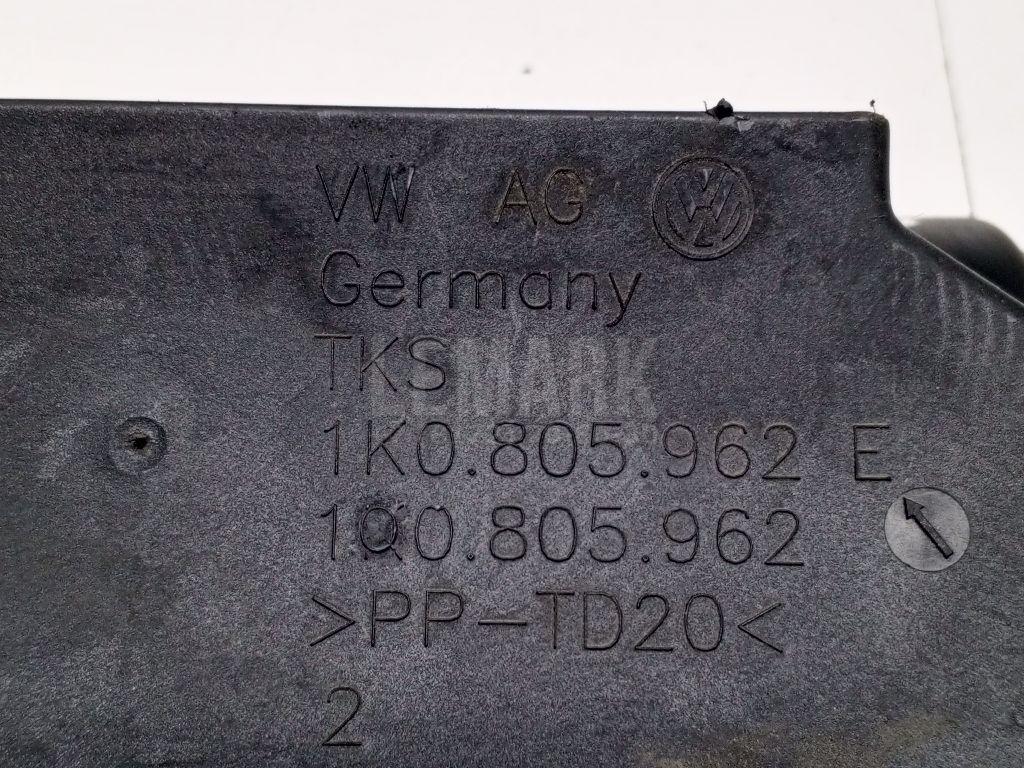 VW AG
Germany
TKS
1K0.805.962 E
1Q0.805.962
>PP-TD20<
2